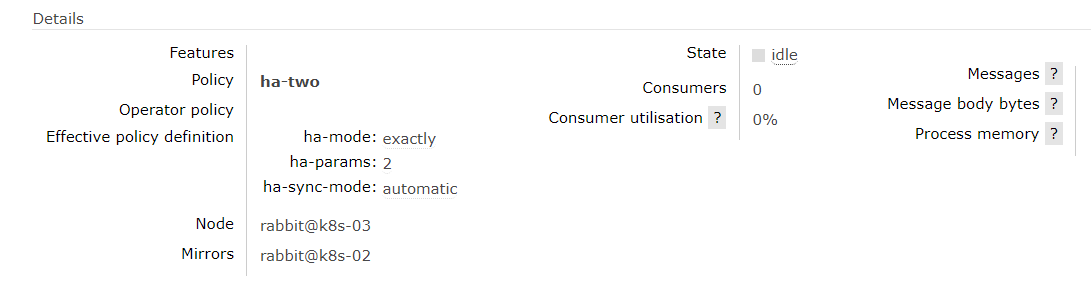 Details
Features
Policy ha-two
Operator policy
Effective policy definition
ha-mode: exactly
ha-params: 2
ha-sync-mode: automatic
Node rabbit@k8s-03
Mirrors rabbit@k8s-02
State idle
Consumers 0
Consumer utilisation ? 0%
Messages ?
Message body bytes ?
Process memory ?